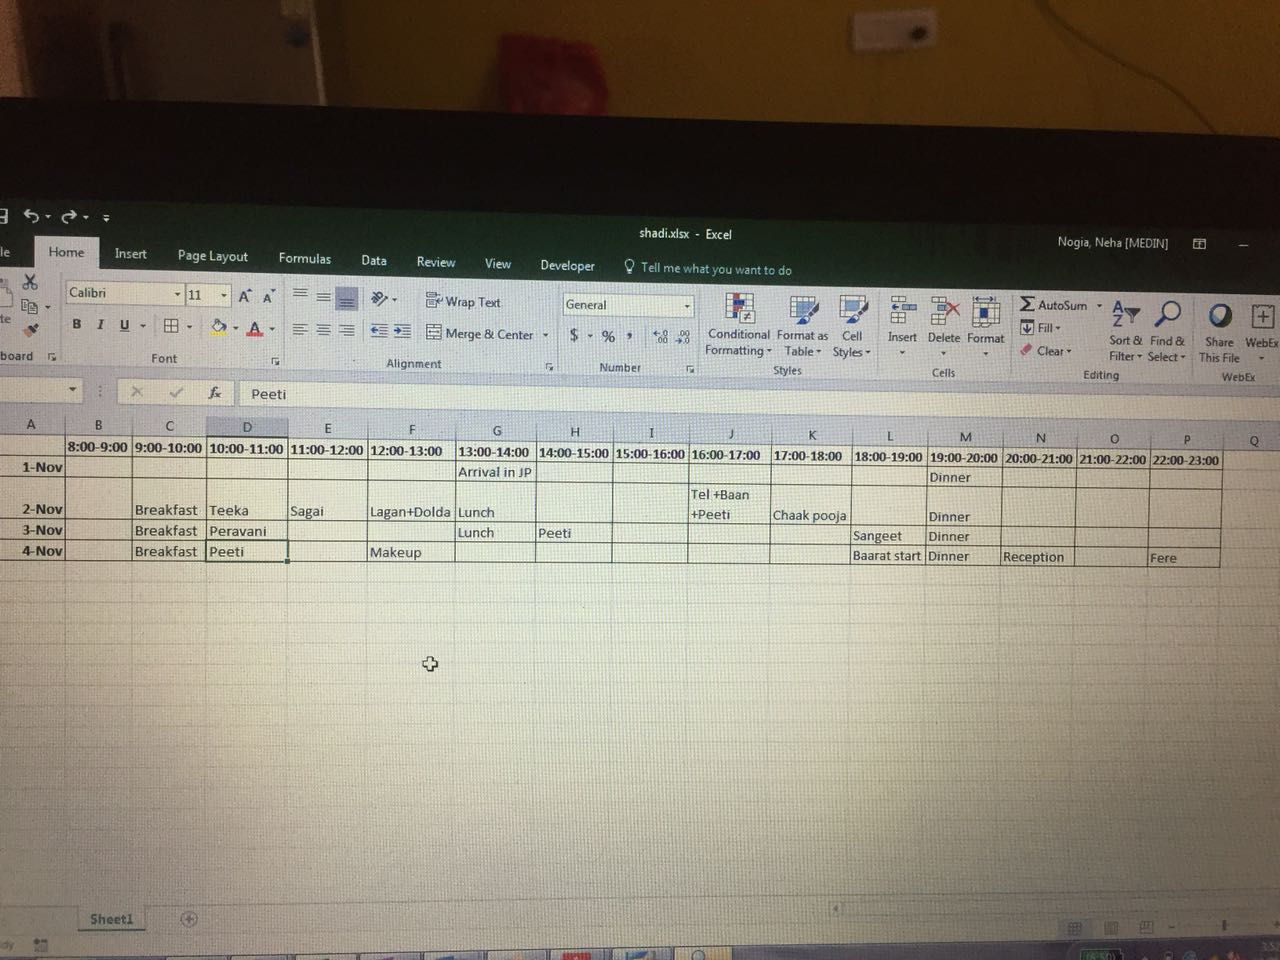 shadi.xlsx - Excel
Nogia, Neha [MEDIN]
Home Insert Page Layout Formulas Data Review View Developer Tell me what you want to do
Calibri 11 A A
B I U A
Font
Wrap Text
Merge & Center
Alignment
General
$ % ,
Number
Conditional Formatting
Format as Table
Cell Styles
Styles
Insert Delete Format
Cells
AutoSum
Fill
Clear
Sort & Filter
Find & Select
Editing
Share This File
WebEx
WebEx
fx Peeti
A B C D E F G H I J K L M N O P Q
8:00-9:00 9:00-10:00 10:00-11:00 11:00-12:00 12:00-13:00 13:00-14:00 14:00-15:00 15:00-16:00 16:00-17:00 17:00-18:00 18:00-19:00 19:00-20:00 20:00-21:00 21:00-22:00 22:00-23:00
1-Nov Arrival in JP Dinner
2-Nov Breakfast Teeka Sagai Lagan+Dolda Lunch Tel +Baan +Peeti Chaak pooja Dinner
3-Nov Breakfast Peravani Lunch Peeti Sangeet Dinner
4-Nov Breakfast Peeti Makeup Baarat start Dinner Reception Fere
Sheet1